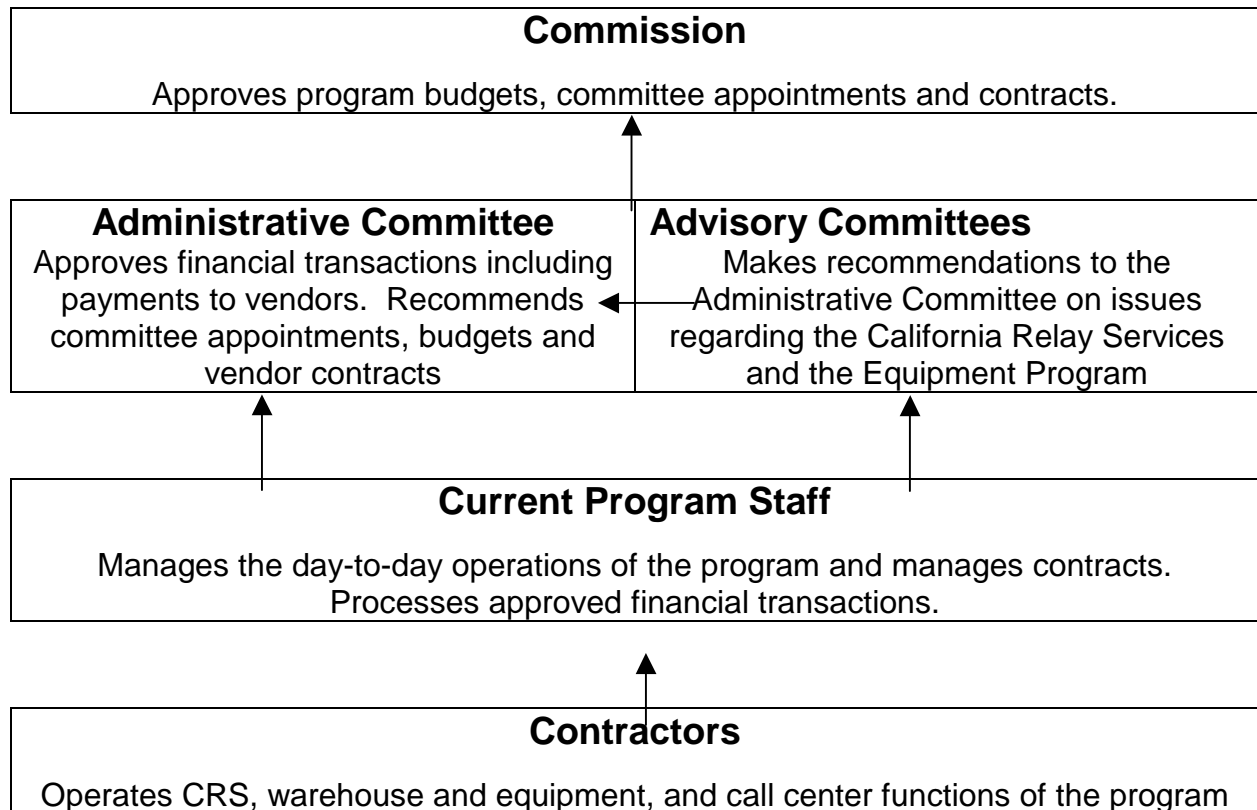 Commission
Approves program budgets, committee appointments and contracts.
Administrative Committee
Approves financial transactions including
payments to vendors.  Recommends
committee appointments, budgets and
vendor contracts
Advisory Committees
Makes recommendations to the
Administrative Committee on issues
regarding the California Relay Services
and the Equipment Program
Current Program Staff
Manages the day-to-day operations of the program and manages contracts.
Processes approved financial transactions.
Contractors
Operates CRS, warehouse and equipment, and call center functions of the program